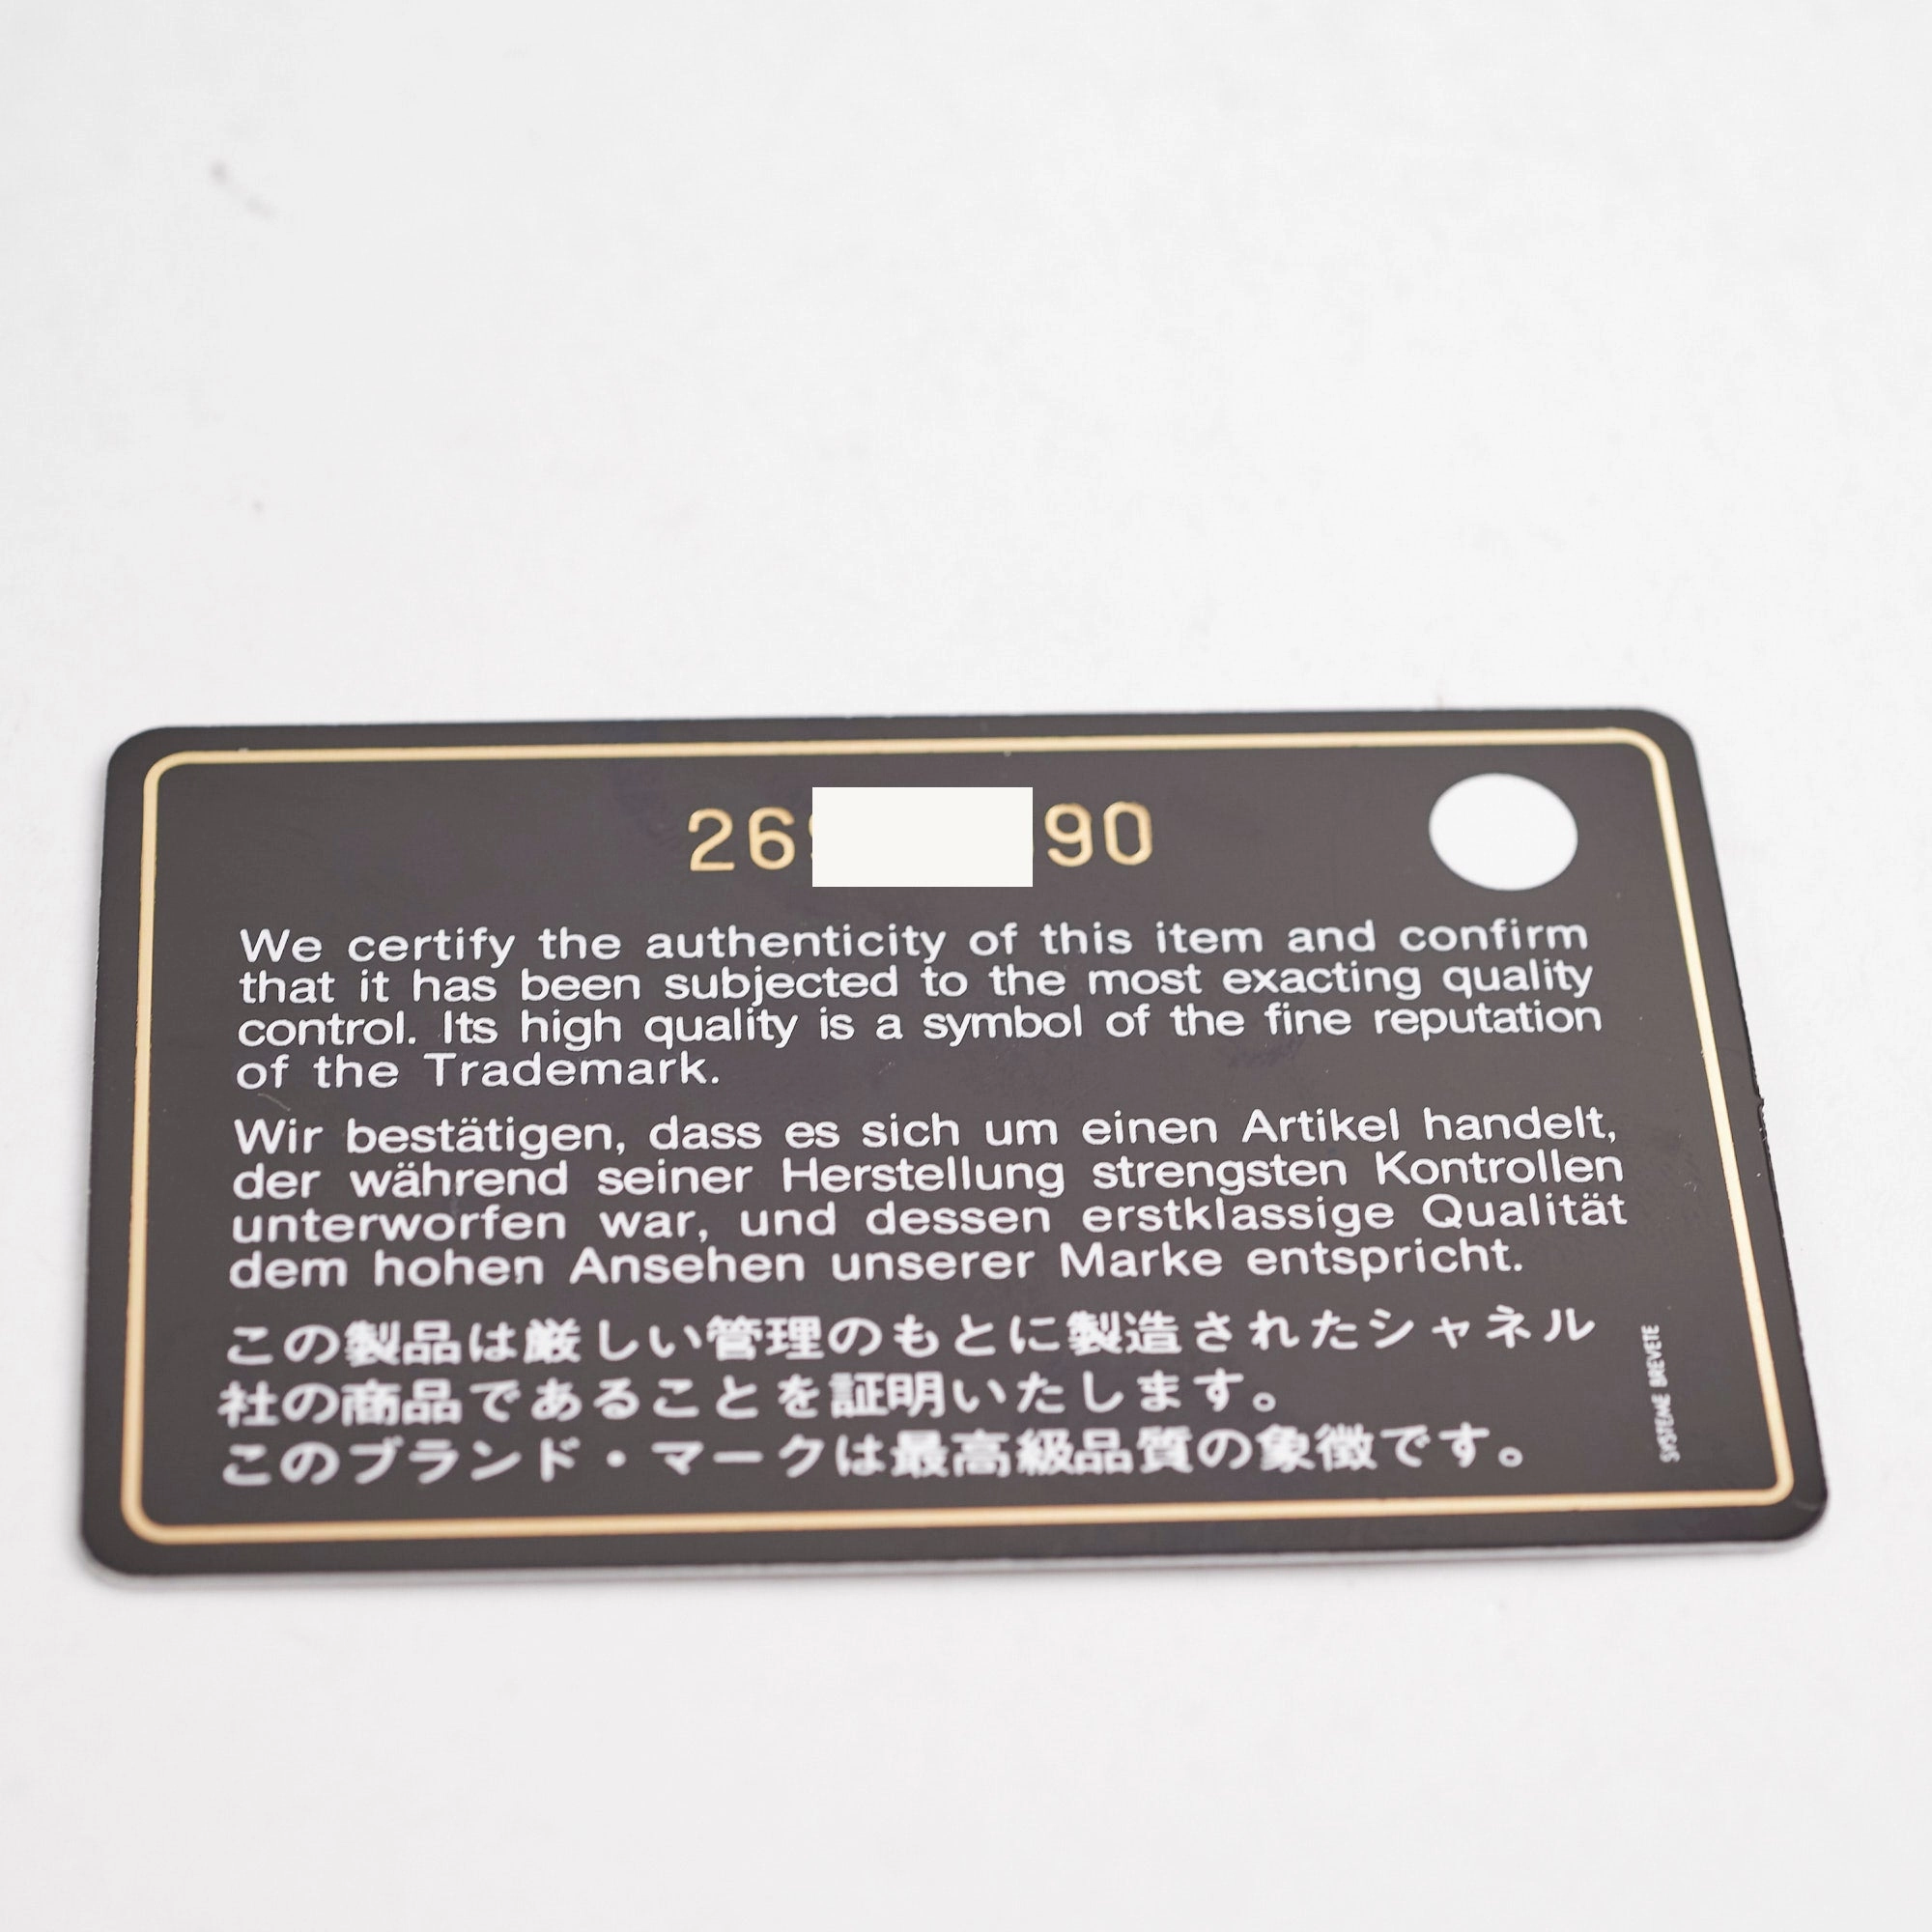 26 90
We certify the authenticity of this item and confirm
that it has been subjected to the most exacting quality
control. Its high quality is a symbol of the fine reputation
of the Trademark.
Wir bestätigen, dass es sich um einen Artikel handelt,
der während seiner Herstellung strengsten Kontrollen
unterworfen war, und dessen erstklassige Qualität
dem hohen Ansehen unserer Marke entspricht.
この製品は厳しい管理のもとに製造されたシャネル
社の商品であることを証明いたします。
このブランド・マークは最高級品質の象徴です。
SYSTEME BREVETE